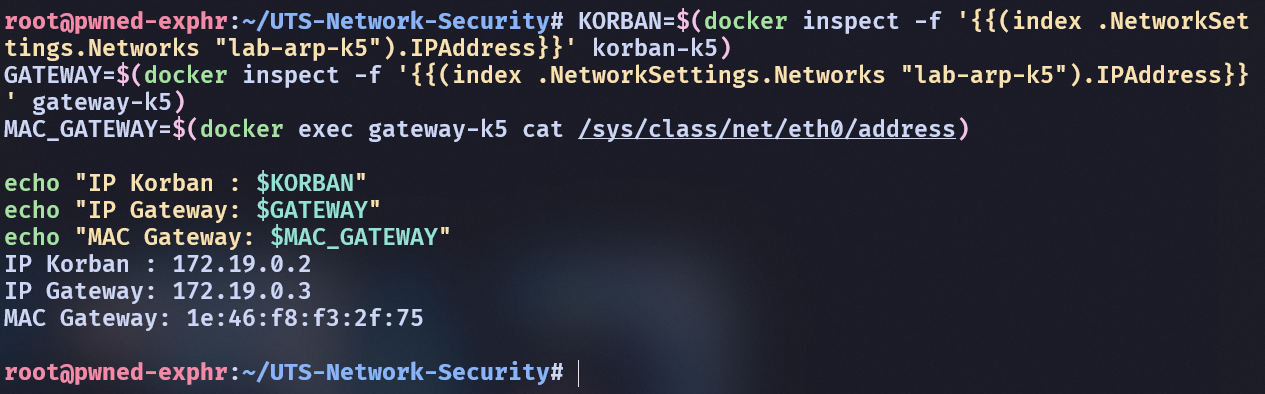 root@pwned-exphr:~/UTS-Network-Security# KORBAN=$(docker inspect -f '{{(index .NetworkSet
tings.Networks "lab-arp-k5").IPAddress}}' korban-k5)
GATEWAY=$(docker inspect -f '{{(index .NetworkSettings.Networks "lab-arp-k5").IPAddress}}
' gateway-k5)
MAC_GATEWAY=$(docker exec gateway-k5 cat /sys/class/net/eth0/address)
echo "IP Korban : $KORBAN"
echo "IP Gateway: $GATEWAY"
echo "MAC Gateway: $MAC_GATEWAY"
IP Korban : 172.19.0.2
IP Gateway: 172.19.0.3
MAC Gateway: 1e:46:f8:f3:2f:75
root@pwned-exphr:~/UTS-Network-Security#